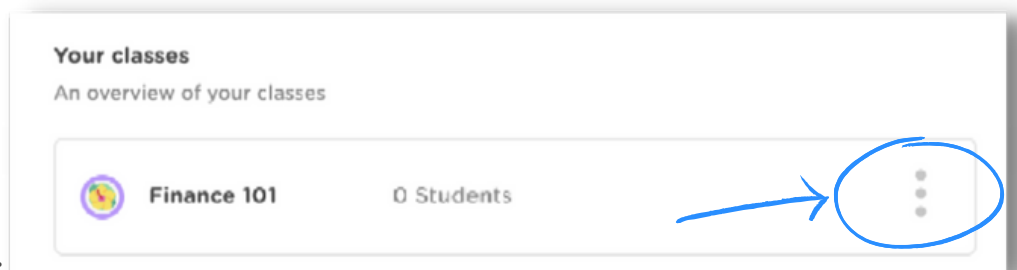 Your classes
An overview of your classes
Finance 101 0 Students